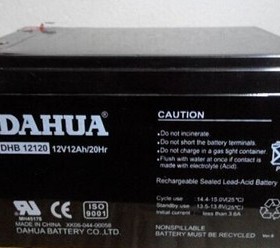 DAHUA
DHB 12120 12V12Ah/20Hr
CAUTION
●Do not incinerate.
●Do not short the battery terminals.
●Do not charge in a gas tight container.
●Flush with water at once if contact is
made with electrolyte (Acid)
Rechargeable Sealed Lead-Acid Battery
Cycle use : 14.4-15.0V(25℃)
Standby use : 13.5-13.8V(25℃)
Initial current : less than 3.6A
NONSPILLABLE BATTERY
BATTERY MUST BE RECYCLED
MH45178
MADE IN CHINA
DAHUA BATTERY CO.,LTD.
ISO
9001
Pb